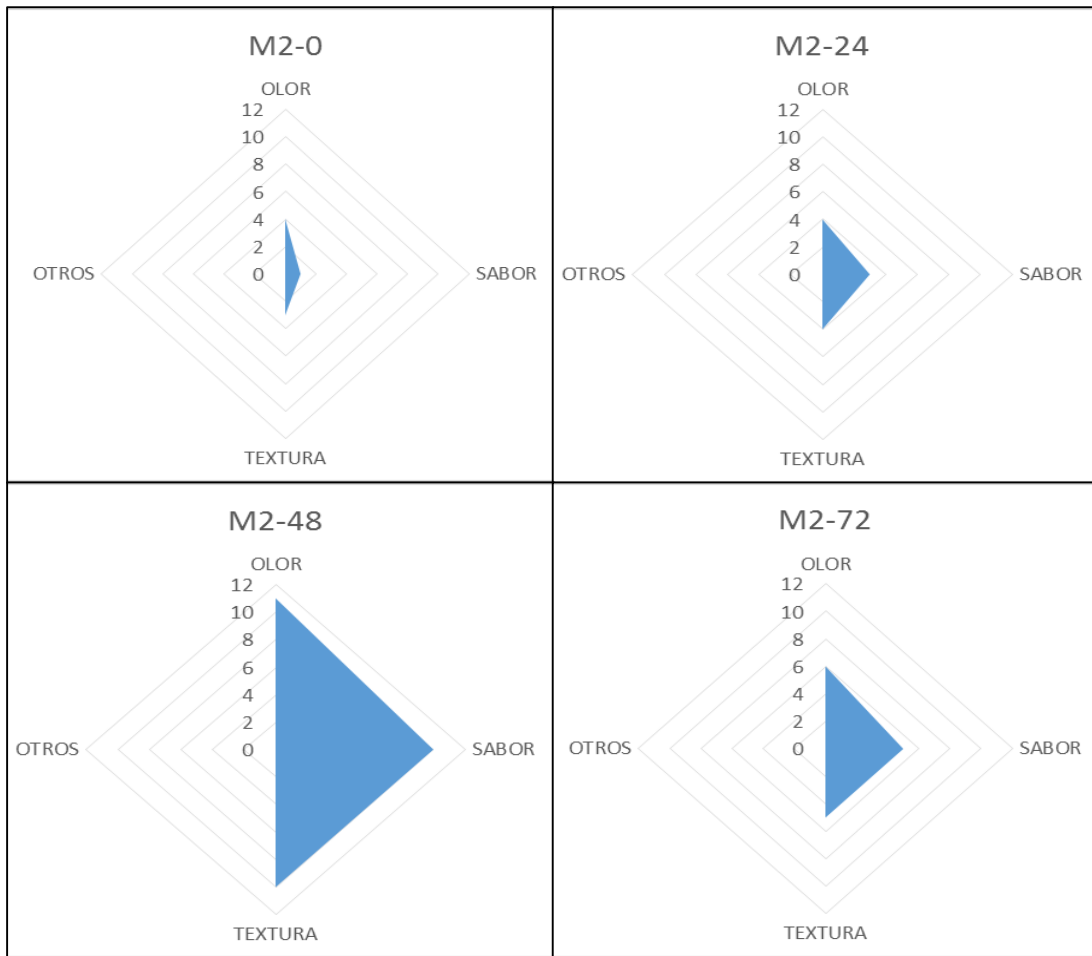 M2-0
OLOR
12
10
8
6
4
2
0
OTROS
SABOR
TEXTURA
M2-24
OLOR
12
10
8
6
4
2
0
OTROS
SABOR
TEXTURA
M2-48
OLOR
12
10
8
6
4
2
0
OTROS
SABOR
TEXTURA
M2-72
OLOR
12
10
8
6
4
2
0
OTROS
SABOR
TEXTURA